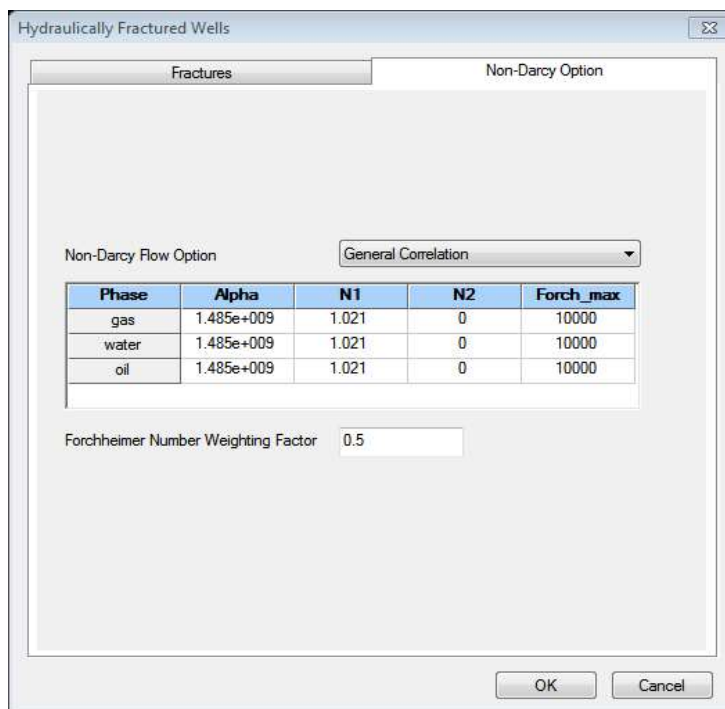 Hydraulically Fractured Wells
Fractures Non-Darcy Option
Non-Darcy Flow Option General Correlation
Phase Alpha N1 N2 Forch_max
gas 1.485e+009 1.021 0 10000
water 1.485e+009 1.021 0 10000
oil 1.485e+009 1.021 0 10000
Forchheimer Number Weighting Factor 0.5
OK Cancel